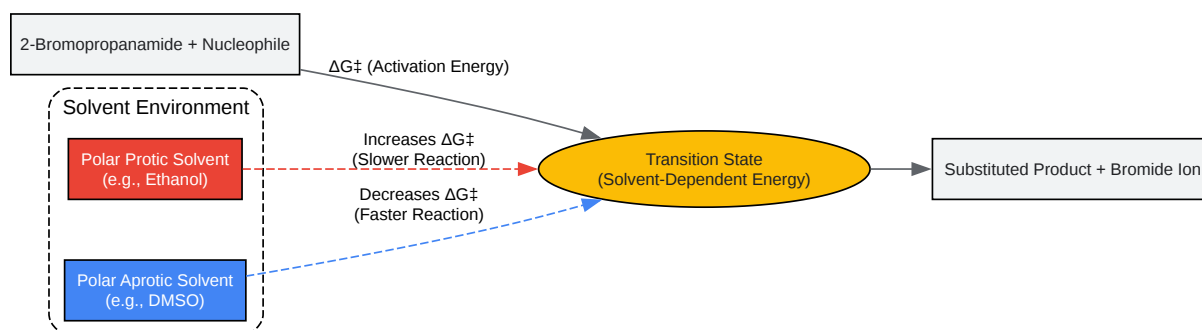 2-Bromopropanamide + Nucleophile
ΔG‡ (Activation Energy)
Solvent Environment
Polar Protic Solvent
(e.g., Ethanol)
Increases ΔG‡
(Slower Reaction)
Transition State
(Solvent-Dependent Energy)
Substituted Product + Bromide Ion
Decreases ΔG‡
(Faster Reaction)
Polar Aprotic Solvent
(e.g., DMSO)